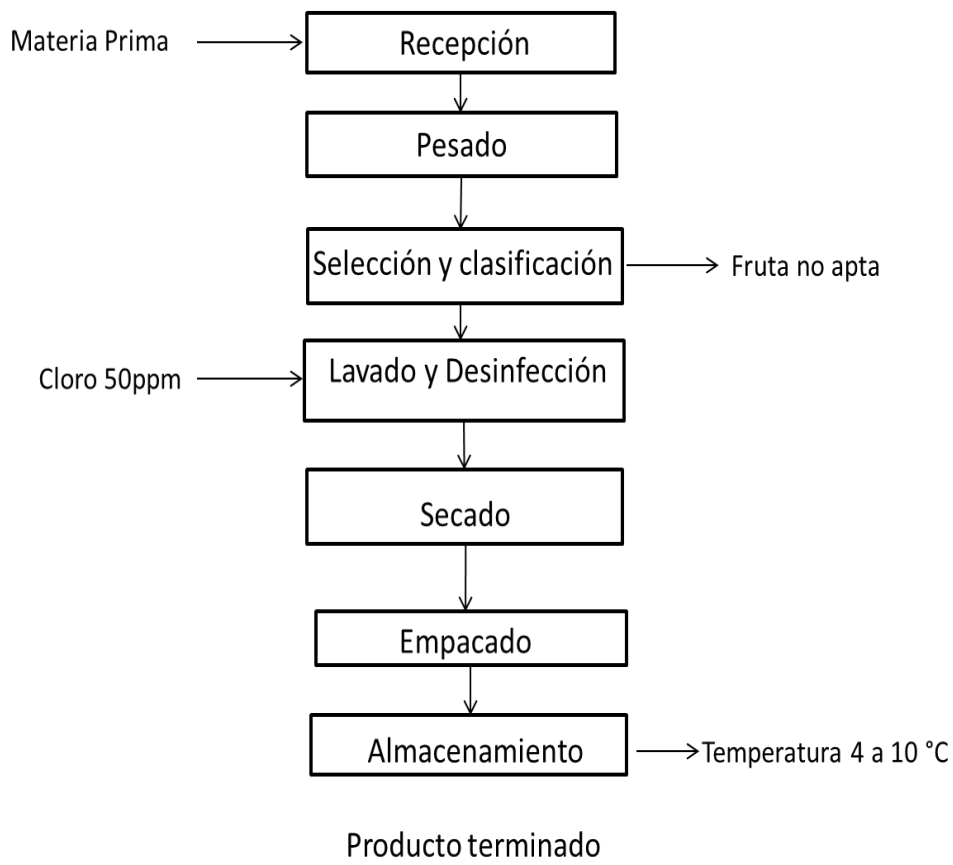 Materia Prima
Recepción
Pesado
Selección y clasificación
Fruta no apta
Cloro 50ppm
Lavado y Desinfección
Secado
Empacado
Almacenamiento
Temperatura 4 a 10 °C
Producto terminado